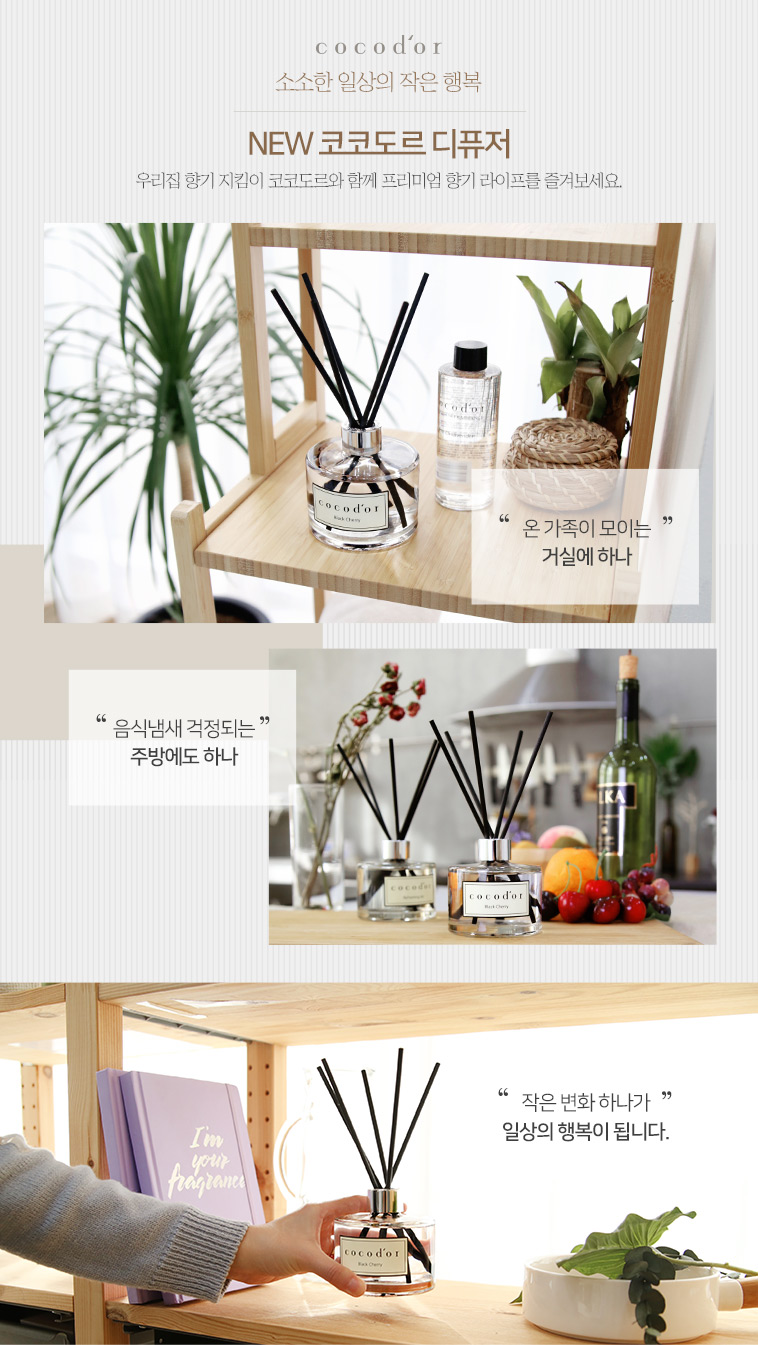 cocod'or
소소한 일상의 작은 행복
NEW 코코도르 디퓨저
우리집 향기 지킴이 코코도르와 함께 프리미엄 향기 라이프를 즐겨보세요.
cocod'or
cocod'or
Black Cherry
“ 온 가족이 모이는 ”
거실에 하나
“ 음식냄새 걱정되는 ”
주방에도 하나
cocod'or
cocod'or
Black Cherry
“ 작은 변화 하나가 ”
일상의 행복이 됩니다.
I'm
your
fragrance
cocod'or
Black Cherry